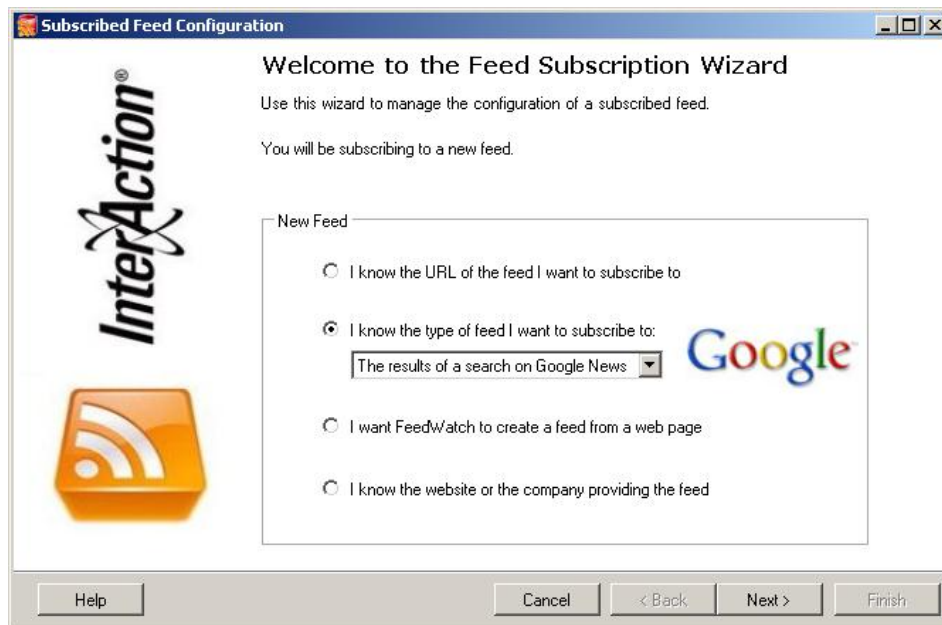 Subscribed Feed Configuration
Welcome to the Feed Subscription Wizard
Use this wizard to manage the configuration of a subscribed feed.
You will be subscribing to a new feed.
InterAction®
New Feed
I know the URL of the feed I want to subscribe to
I know the type of feed I want to subscribe to:
The results of a search on Google News
Google
I want FeedWatch to create a feed from a web page
I know the website or the company providing the feed
Help
Cancel
< Back
Next >
Finish